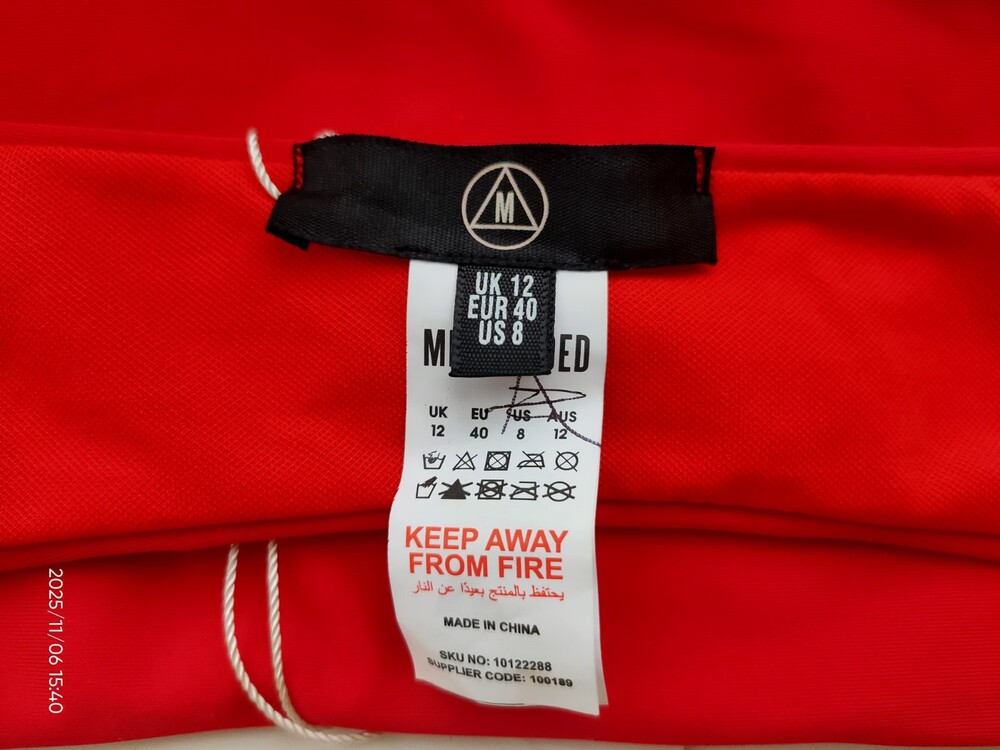 M
UK 12
EUR 40
US 8
M ED
UK EU US AUS
12 40 8 12
KEEP AWAY
FROM FIRE
يحتفظ بالمنتج بعيدًا عن النار
MADE IN CHINA
SKU NO: 10122288
SUPPLIER CODE: 100189
2025/11/06 15:40